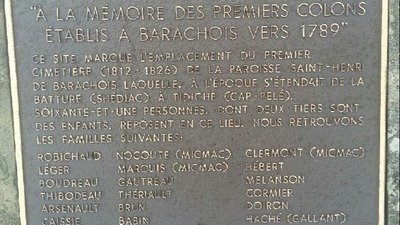 "À LA MÉMOIRE DES PREMIERS COLONS
ÉTABLIS À BARACHOIS VERS 1789"
CE SITE MARQUE L'EMPLACEMENT DU PREMIER
CIMETIÈRE (1812-1826) DE LA PAROISSE SAINT-HENRI
DE BARACHOIS LAQUELLE, À L'ÉPOQUE S'ÉTENDAIT DE LA
BATTURE (SHÉDIAC) À TIDICHE (CAP-PELÉ).
SOIXANTE-ET-UNE PERSONNES, DONT DEUX TIERS SONT
DES ENFANTS, REPOSENT EN CE LIEU. NOUS RETROUVONS
LES FAMILLES SUIVANTES:
ROBICHAUD NOCOUTE (MICMAC) CLERMONT (MICMAC)
LÉGER MARQUIS (MICMAC) HÉBERT
BOUDREAU GAUTREAU MELANSON
THIBODEAU THÉRIAULT CORMIER
ARSENAULT BRUN DOIRON
CAISSIE BABIN HACHÉ (GALLANT)